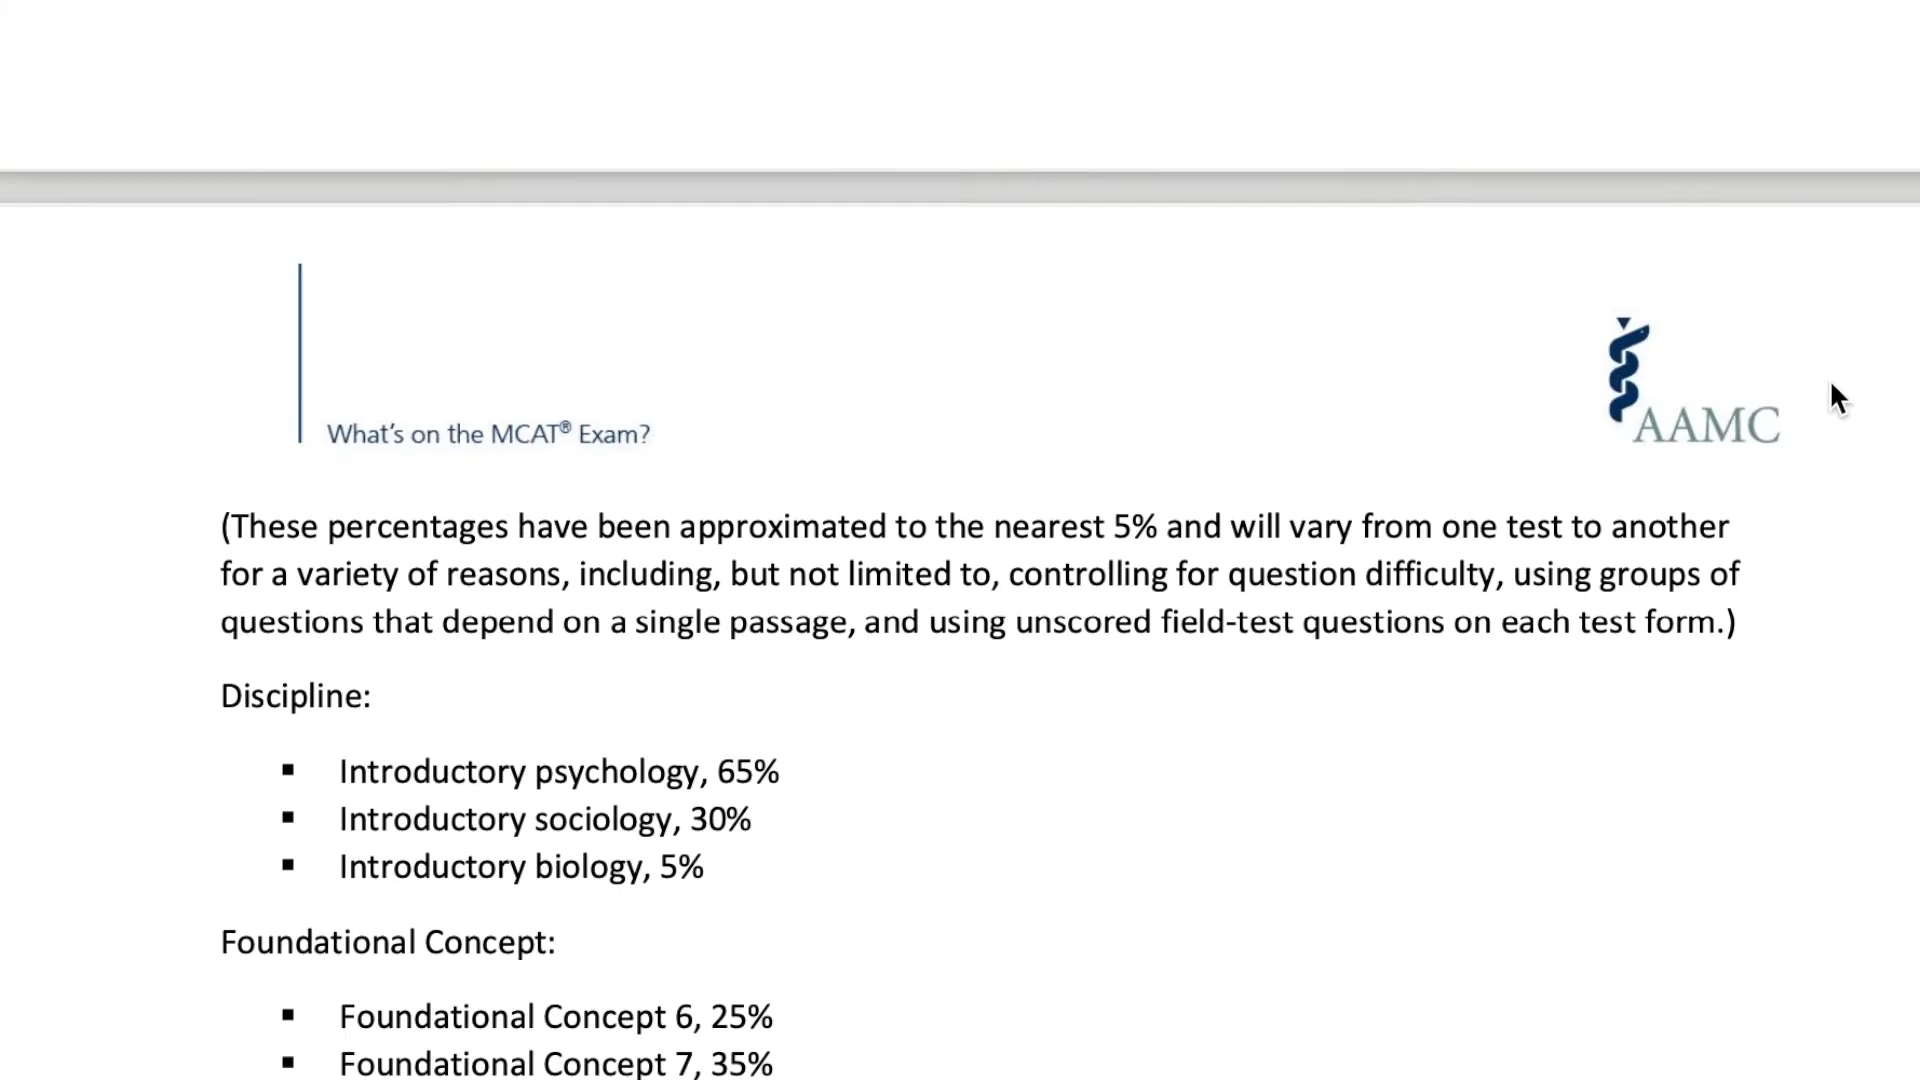 What's on the MCAT® Exam?
AAMC
(These percentages have been approximated to the nearest 5% and will vary from one test to another
for a variety of reasons, including, but not limited to, controlling for question difficulty, using groups of
questions that depend on a single passage, and using unscored field-test questions on each test form.)
Discipline:
▪ Introductory psychology, 65%
▪ Introductory sociology, 30%
▪ Introductory biology, 5%
Foundational Concept:
▪ Foundational Concept 6, 25%
▪ Foundational Concept 7, 35%